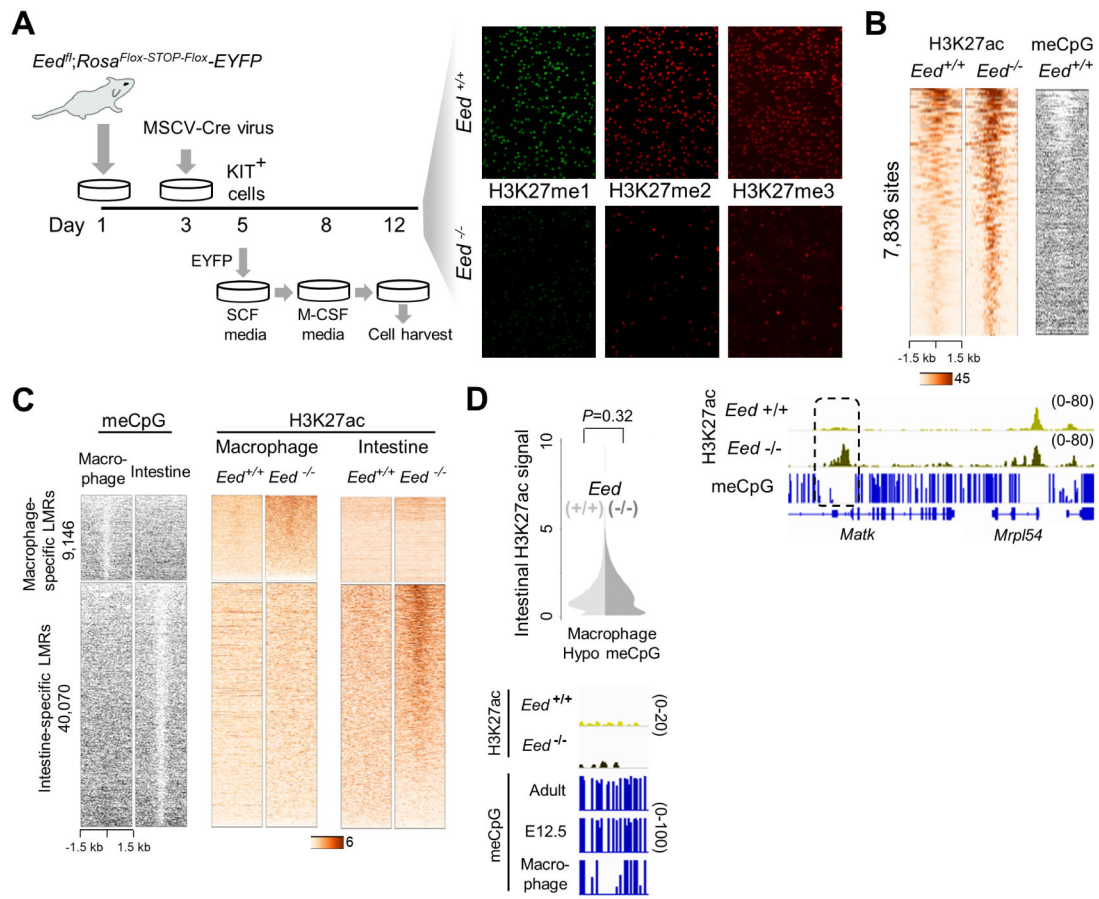 A
Eed^fl;Rosa^Flox-STOP-Flox-EYFP
MSCV-Cre virus
KIT+
cells
Day 1 3 5 8 12
EYFP
SCF
media
M-CSF
media
Cell harvest
Eed +/+
H3K27me1 H3K27me2 H3K27me3
Eed -/-
B
H3K27ac meCpG
Eed+/+ Eed-/- Eed+/+
7,836 sites
-1.5 kb 1.5 kb
45
H3K27ac
Eed +/+ (0-80)
Eed -/- (0-80)
meCpG
Matk Mrpl54
C
meCpG H3K27ac
Macro-
phage
Intestine
Macrophage Intestine
Eed+/+ Eed -/- Eed+/+ Eed -/-
Macrophage-
specific LMRs
9,146
Intestine-specific LMRs
40,070
-1.5 kb 1.5 kb
6
D
P=0.32
Intestinal H3K27ac signal
10
5
0
Eed
(+/+) (-/-)
Macrophage
Hypo meCpG
H3K27ac
Eed +/+
Eed -/-
(0-20)
meCpG
Adult
E12.5
Macro-
phage
(0-100)